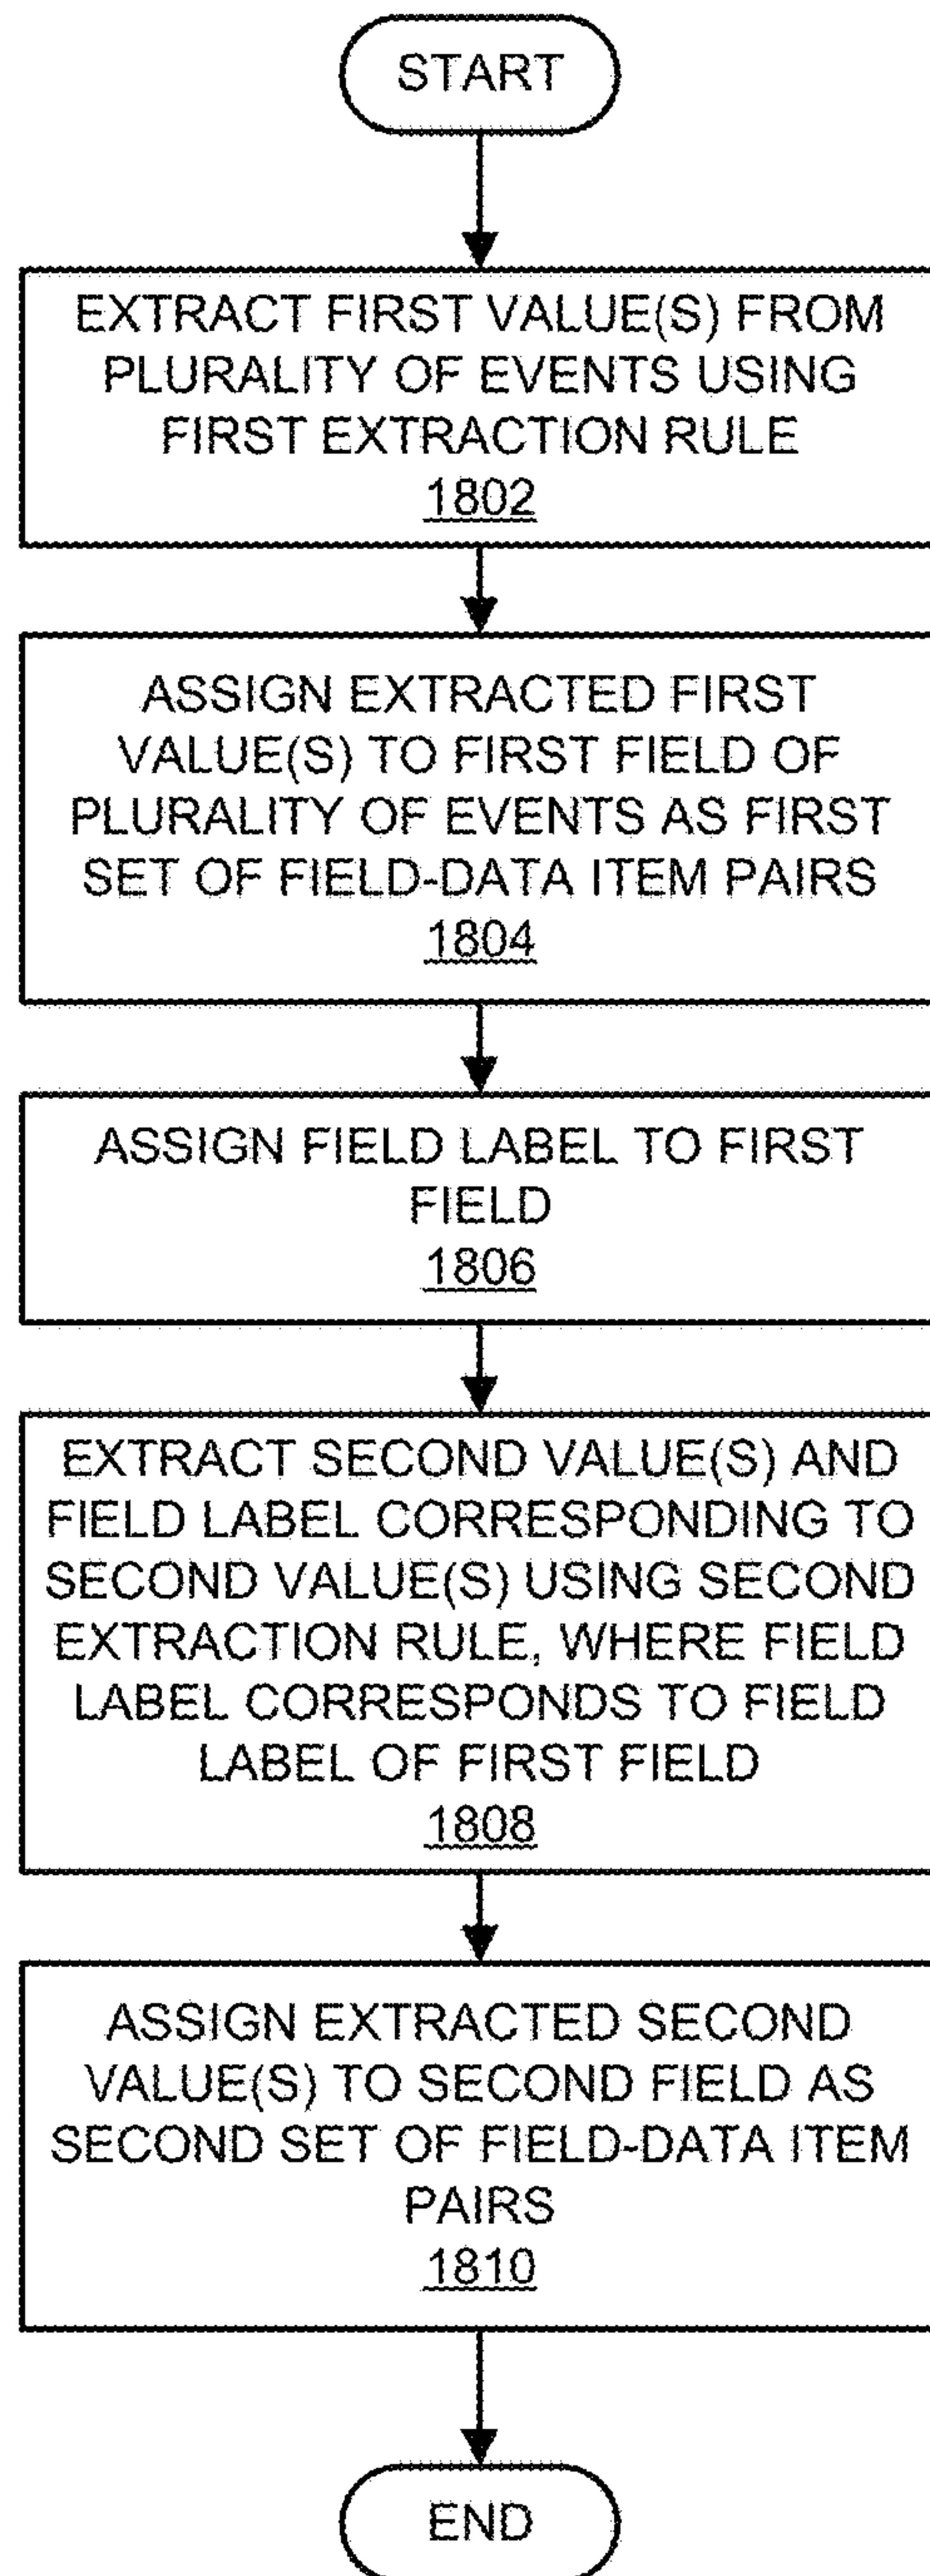 START
EXTRACT FIRST VALUE(S) FROM
PLURALITY OF EVENTS USING
FIRST EXTRACTION RULE
1802
ASSIGN EXTRACTED FIRST
VALUE(S) TO FIRST FIELD OF
PLURALITY OF EVENTS AS FIRST
SET OF FIELD-DATA ITEM PAIRS
1804
ASSIGN FIELD LABEL TO FIRST
FIELD
1806
EXTRACT SECOND VALUE(S) AND
FIELD LABEL CORRESPONDING TO
SECOND VALUE(S) USING SECOND
EXTRACTION RULE, WHERE FIELD
LABEL CORRESPONDS TO FIELD
LABEL OF FIRST FIELD
1808
ASSIGN EXTRACTED SECOND
VALUE(S) TO SECOND FIELD AS
SECOND SET OF FIELD-DATA ITEM
PAIRS
1810
END